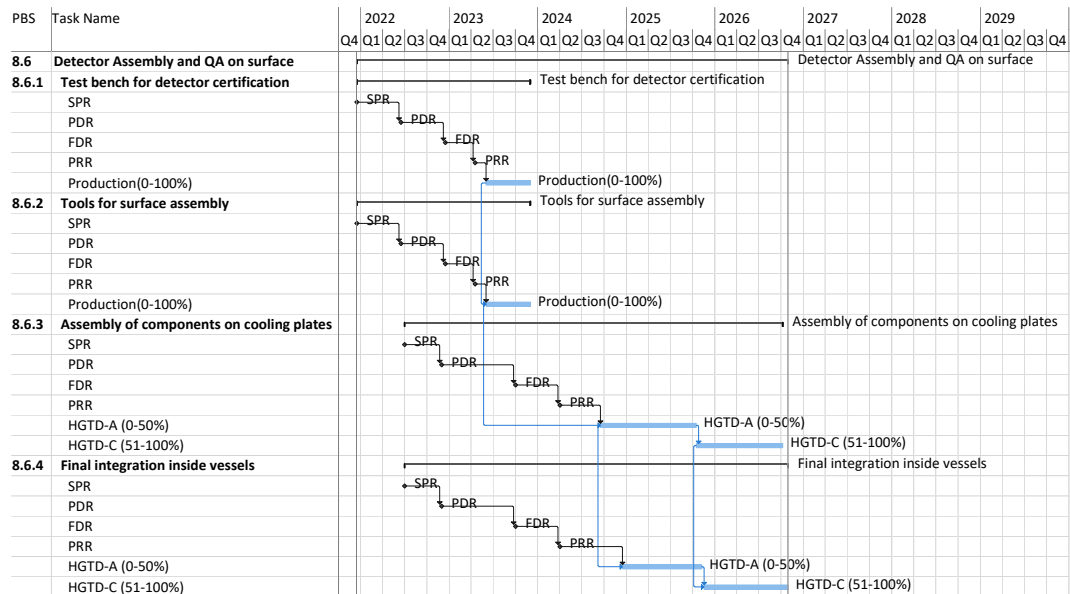 PBS Task Name 2022 2023 2024 2025 2026 2027 2028 2029
Q4 Q1 Q2 Q3 Q4 Q1 Q2 Q3 Q4 Q1 Q2 Q3 Q4 Q1 Q2 Q3 Q4 Q1 Q2 Q3 Q4 Q1 Q2 Q3 Q4 Q1 Q2 Q3 Q4 Q1 Q2 Q3 Q4
8.6 Detector Assembly and QA on surface Detector Assembly and QA on surface
8.6.1 Test bench for detector certification Test bench for detector certification
SPR SPR
PDR PDR
FDR FDR
PRR PRR
Production(0-100%) Production(0-100%)
8.6.2 Tools for surface assembly Tools for surface assembly
SPR SPR
PDR PDR
FDR FDR
PRR PRR
Production(0-100%) Production(0-100%)
8.6.3 Assembly of components on cooling plates Assembly of components on cooling plates
SPR SPR
PDR PDR
FDR FDR
PRR PRR
HGTD-A (0-50%) HGTD-A (0-50%)
HGTD-C (51-100%) HGTD-C (51-100%)
8.6.4 Final integration inside vessels Final integration inside vessels
SPR SPR
PDR PDR
FDR FDR
PRR PRR
HGTD-A (0-50%) HGTD-A (0-50%)
HGTD-C (51-100%) HGTD-C (51-100%)